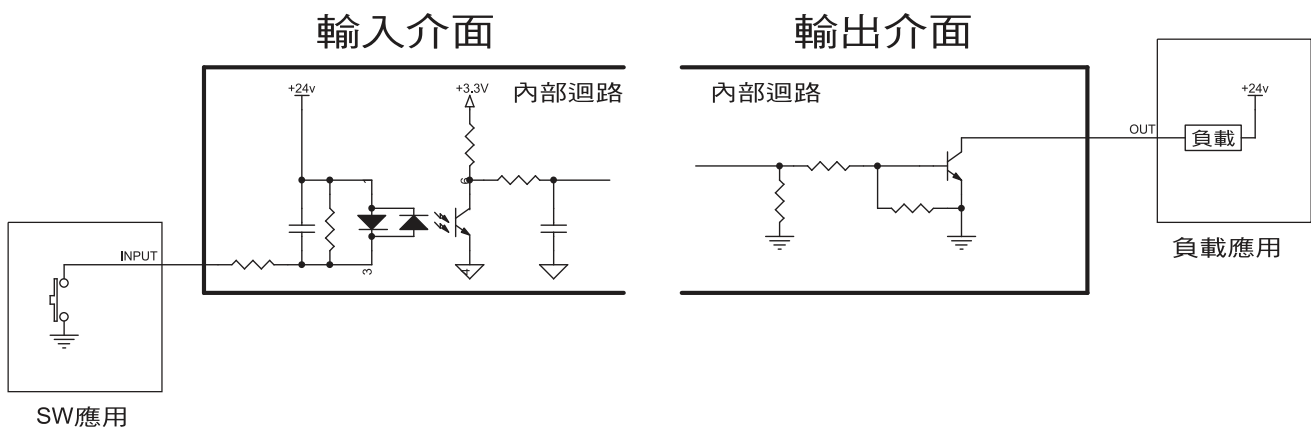 輸入介面
輸出介面
+24v
+3.3V
內部迴路
內部迴路
+24v
OUT
負載
1
6
INPUT
3
4
負載應用
SW應用